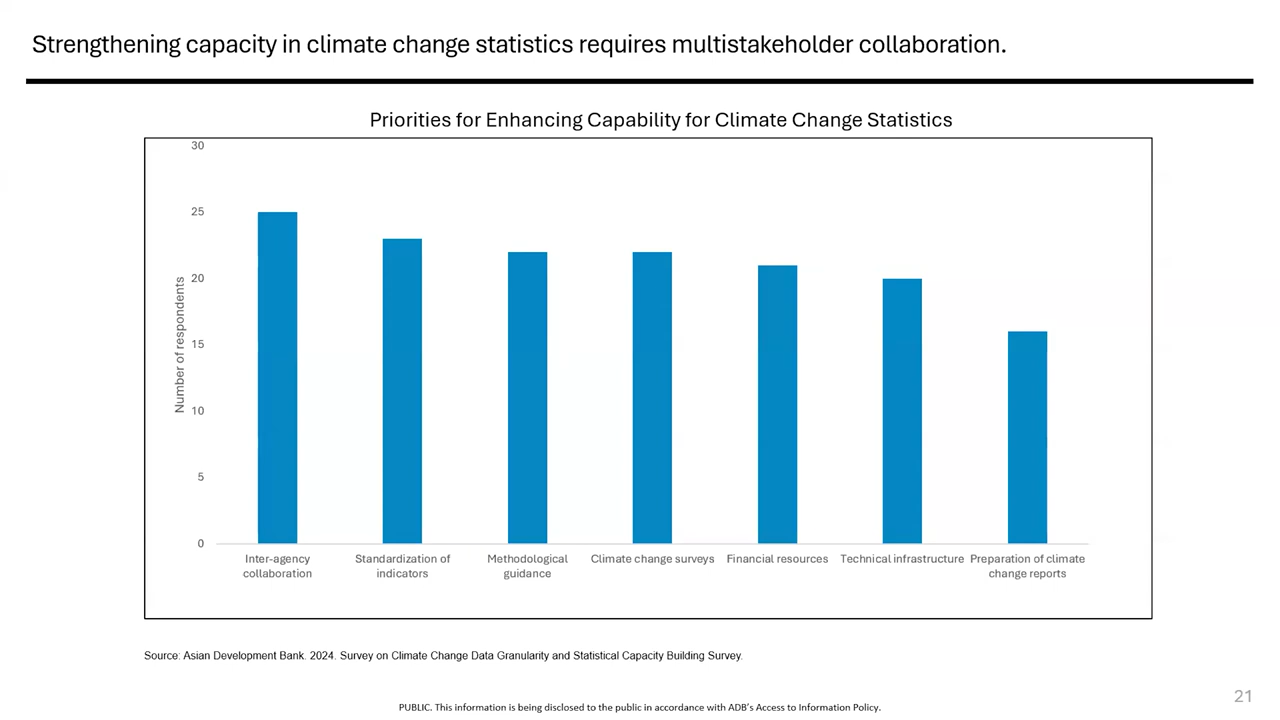 Strengthening capacity in climate change statistics requires multistakeholder collaboration.
Priorities for Enhancing Capability for Climate Change Statistics
30
25
20
15
10
5
0
Number of respondents
Inter-agency
collaboration
Standardization of
indicators
Methodological
guidance
Climate change surveys
Financial resources
Technical infrastructure
Preparation of climate
change reports
Source: Asian Development Bank. 2024. Survey on Climate Change Data Granularity and Statistical Capacity Building Survey.
21
PUBLIC. This information is being disclosed to the public in accordance with ADB's Access to Information Policy.